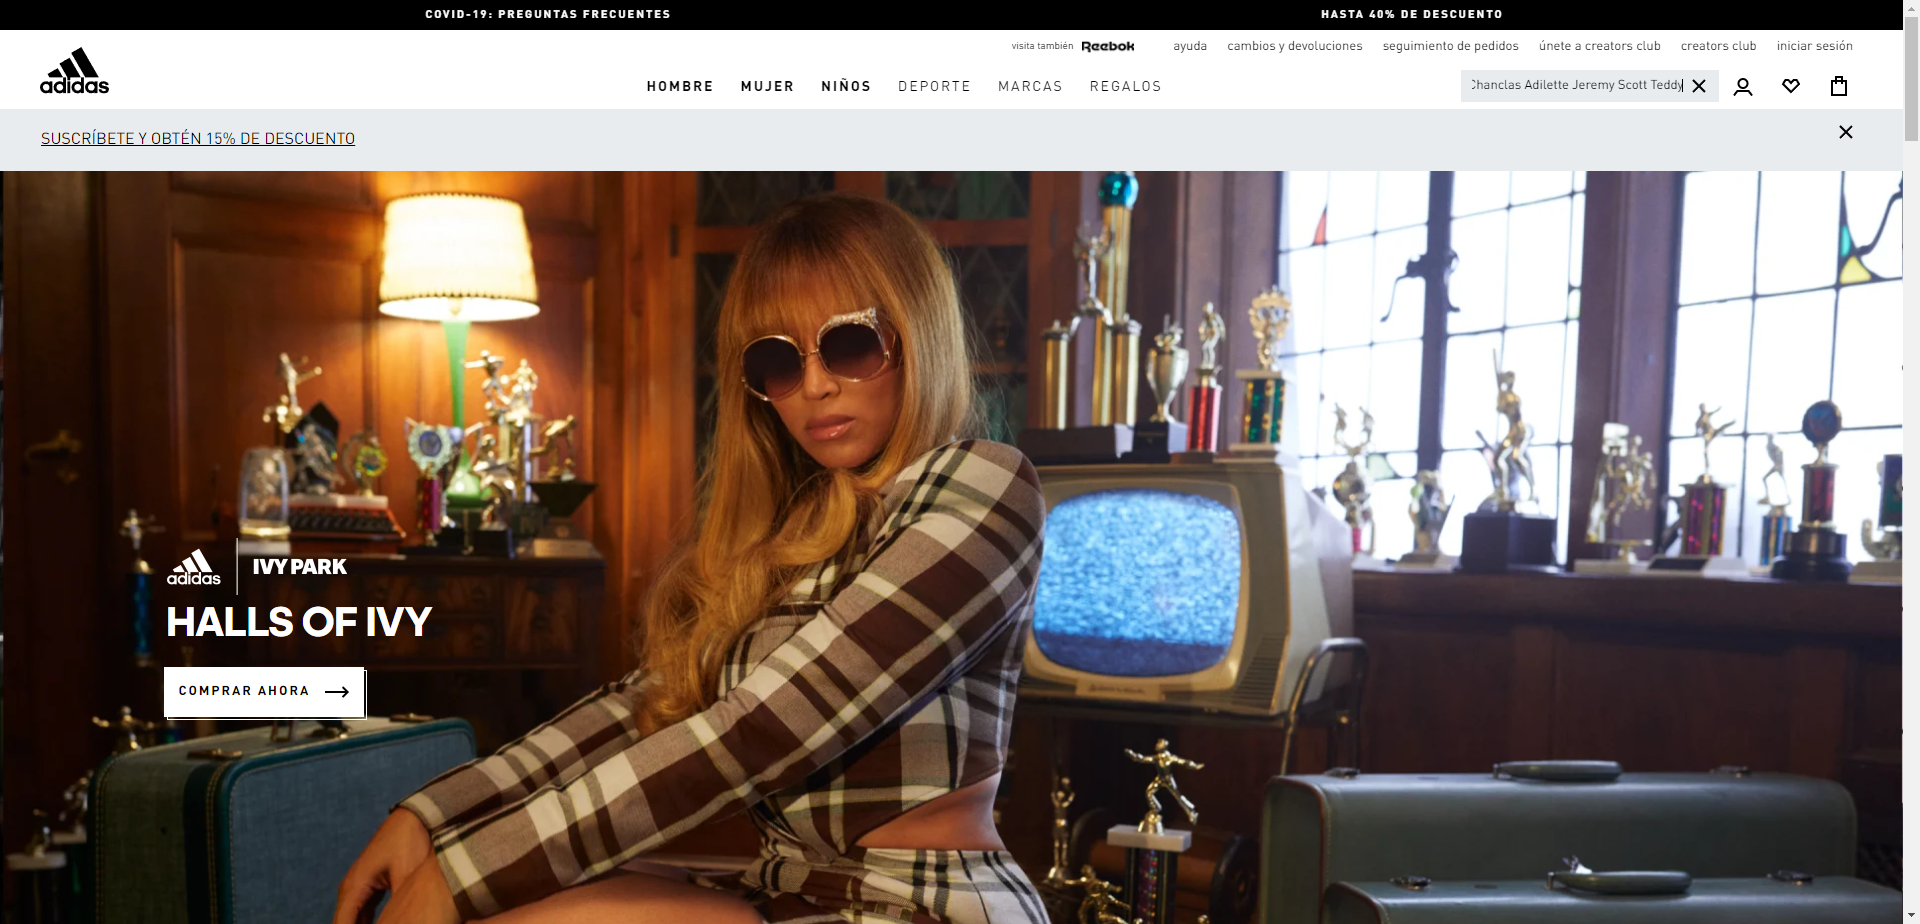 COVID-19: PREGUNTAS FRECUENTES
HASTA 40% DE DESCUENTO
visita también Reebok ayuda cambios y devoluciones seguimiento de pedidos únete a creators club creators club iniciar sesión
adidas
HOMBRE MUJER NIÑOS DEPORTE MARCAS REGALOS
Chanclas Adilette Jeremy Scott Teddy
SUSCRÍBETE Y OBTÉN 15% DE DESCUENTO
adidas IVY PARK
HALLS OF IVY
COMPRAR AHORA